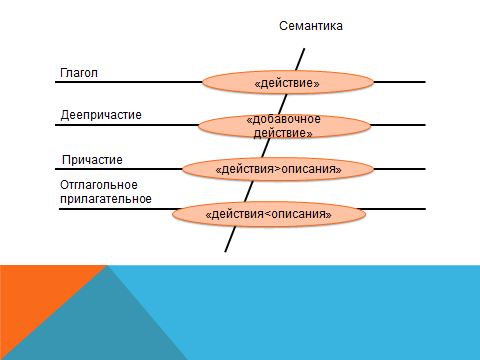 Семантика
Глагол
«действие»
Деепричастие
«добавочное
действие»
Причастие
«действия>описания»
Отглагольное
прилагательное
«действия<описания»